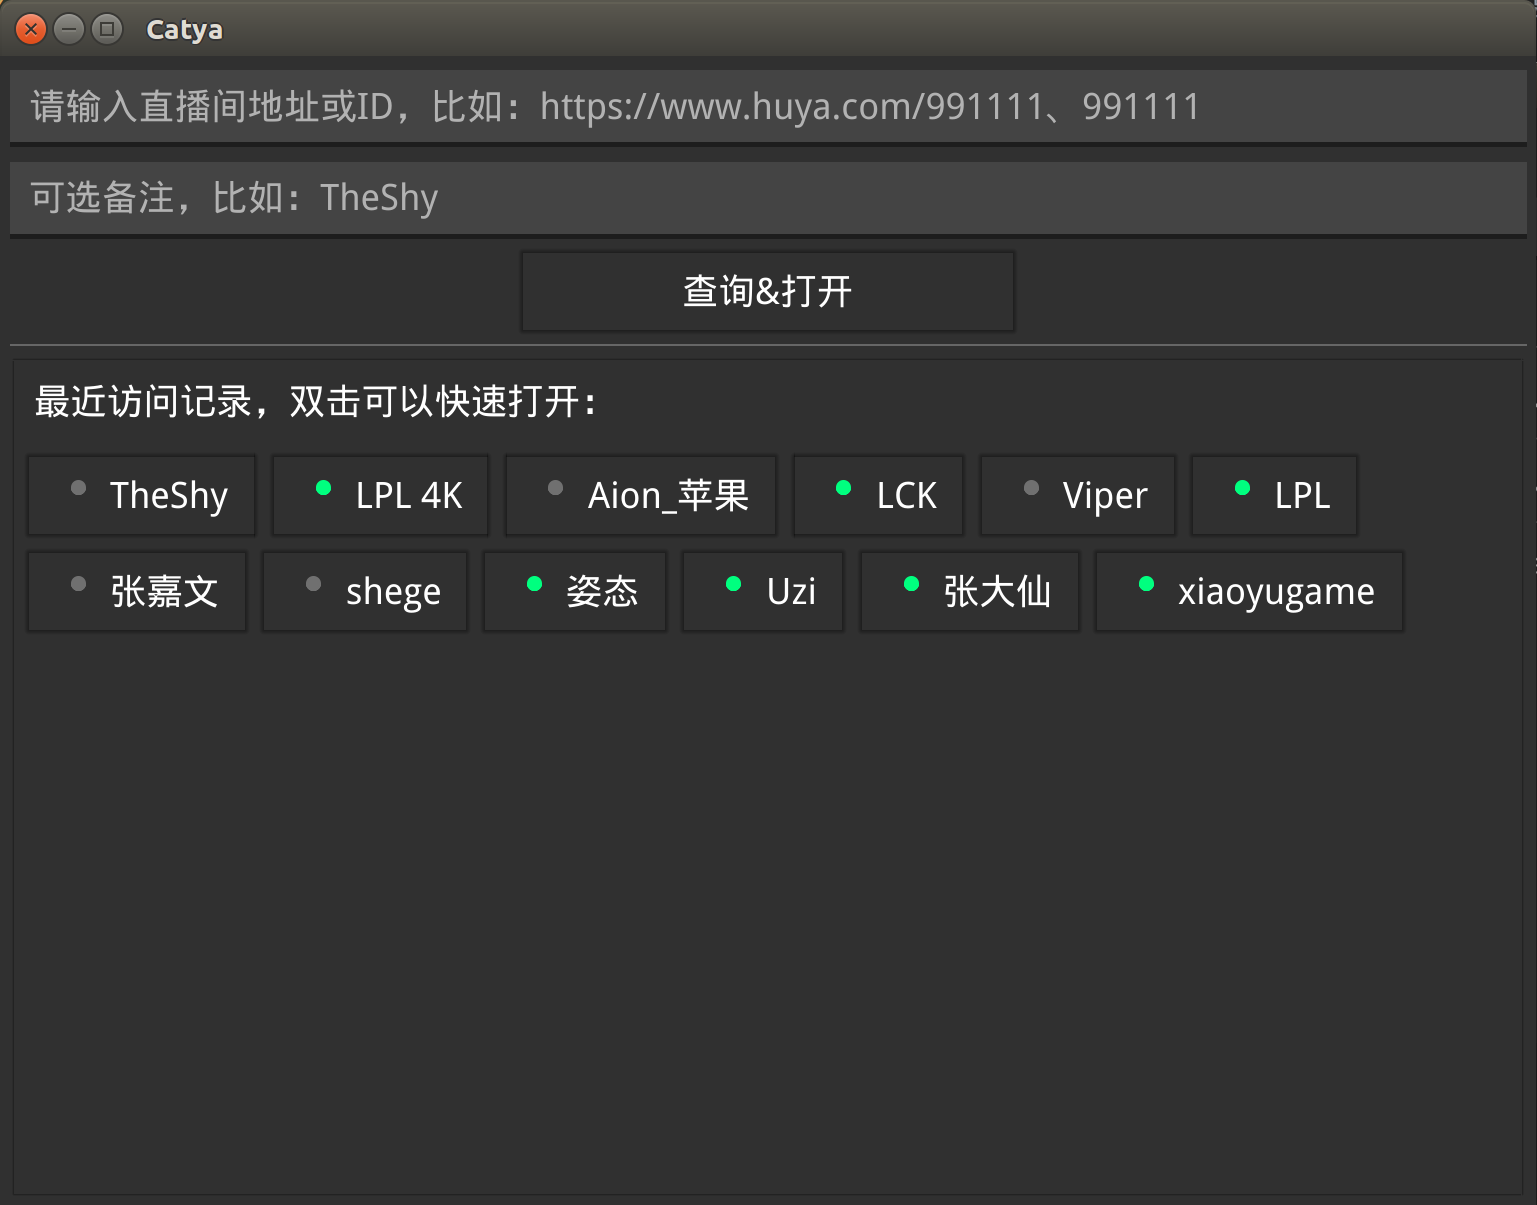 Catya
请输入直播间地址或ID，比如：https://www.huya.com/991111、991111
可选备注，比如：TheShy
查询&打开
最近访问记录，双击可以快速打开：
TheShy LPL 4K Aion_苹果 LCK Viper LPL
张嘉文 shege 姿态 Uzi 张大仙 xiaoyugame